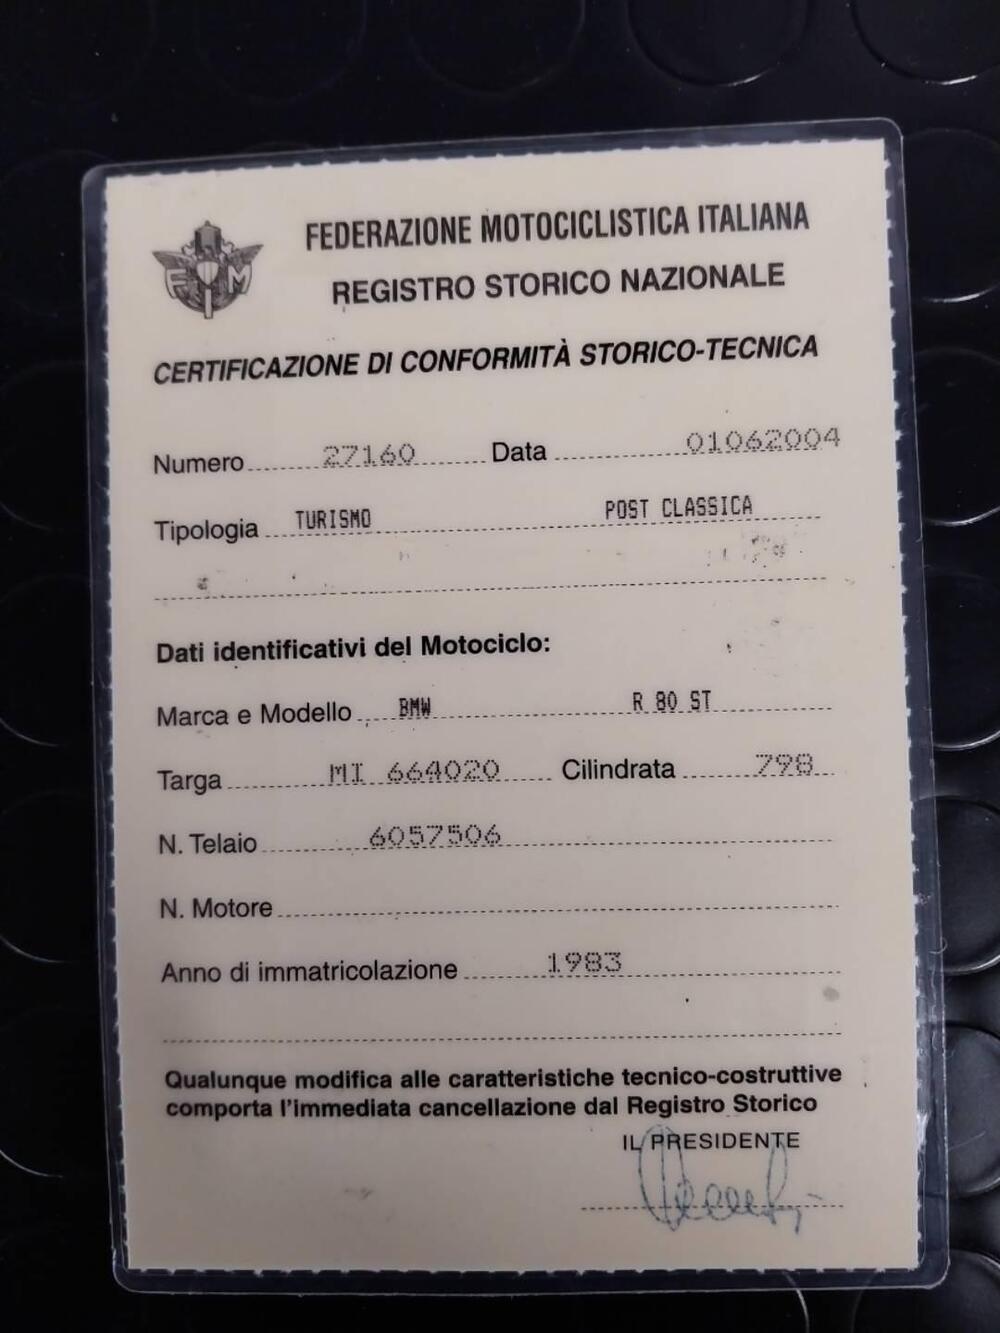 FEDERAZIONE MOTOCICLISTICA ITALIANA
FIM
REGISTRO STORICO NAZIONALE
CERTIFICAZIONE DI CONFORMITÀ STORICO-TECNICA
Numero 27160 Data 01062004
Tipologia TURISMO POST CLASSICA
Dati identificativi del Motociclo:
Marca e Modello BMW R 80 ST
Targa MI 664020 Cilindrata 798
N. Telaio 6057506
N. Motore
Anno di immatricolazione 1983
Qualunque modifica alle caratteristiche tecnico-costruttive
comporta l'immediata cancellazione dal Registro Storico
IL PRESIDENTE